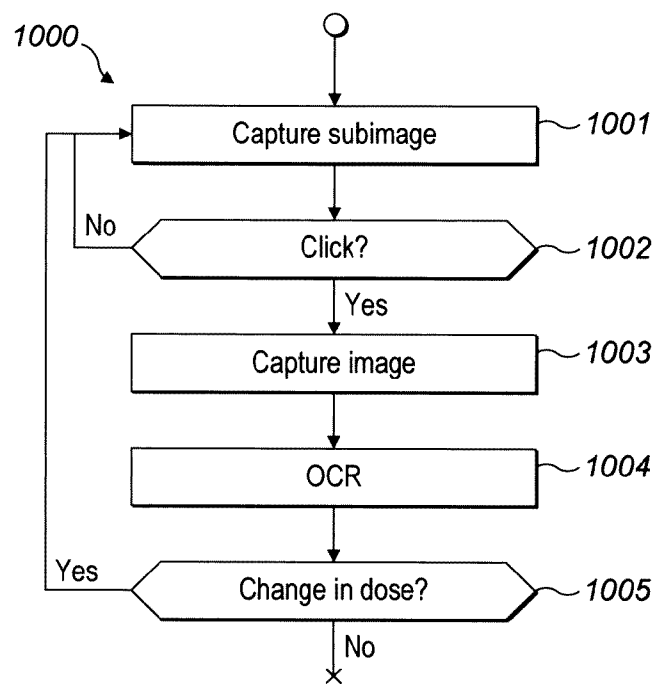 1000
Capture subimage
1001
No
Click?
1002
Yes
Capture image
1003
OCR
1004
Yes
Change in dose?
1005
No